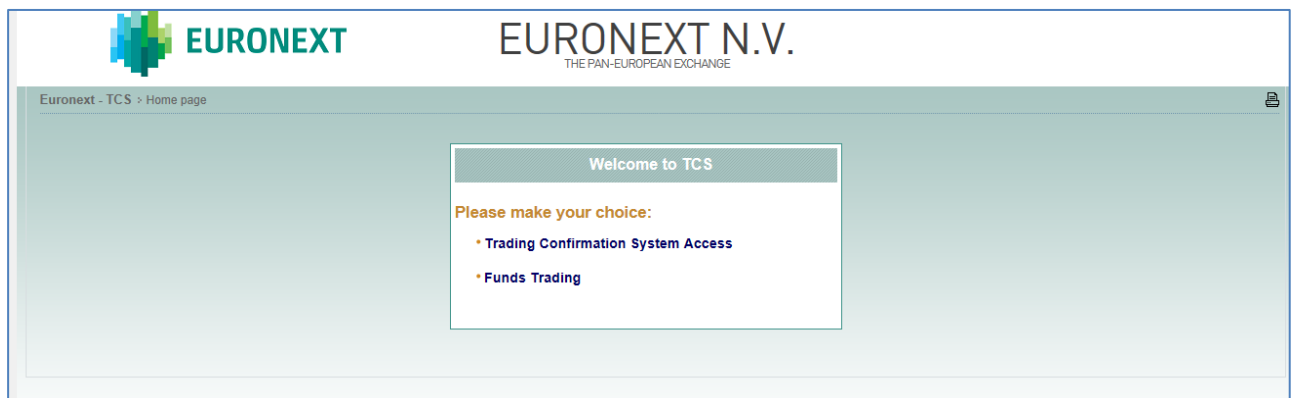 EURONEXT
EURONEXT N.V.
THE PAN-EUROPEAN EXCHANGE
Euronext - TCS > Home page
Welcome to TCS
Please make your choice:
• Trading Confirmation System Access
• Funds Trading